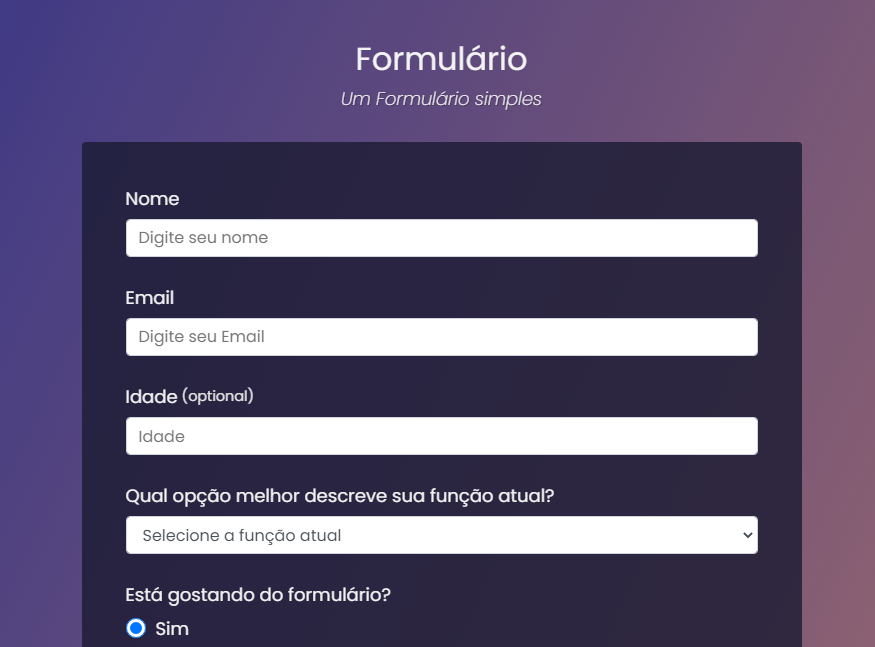 Formulário
Um Formulário simples
Nome
Digite seu nome
Email
Digite seu Email
Idade (optional)
Idade
Qual opção melhor descreve sua função atual?
Selecione a função atual
Está gostando do formulário?
Sim